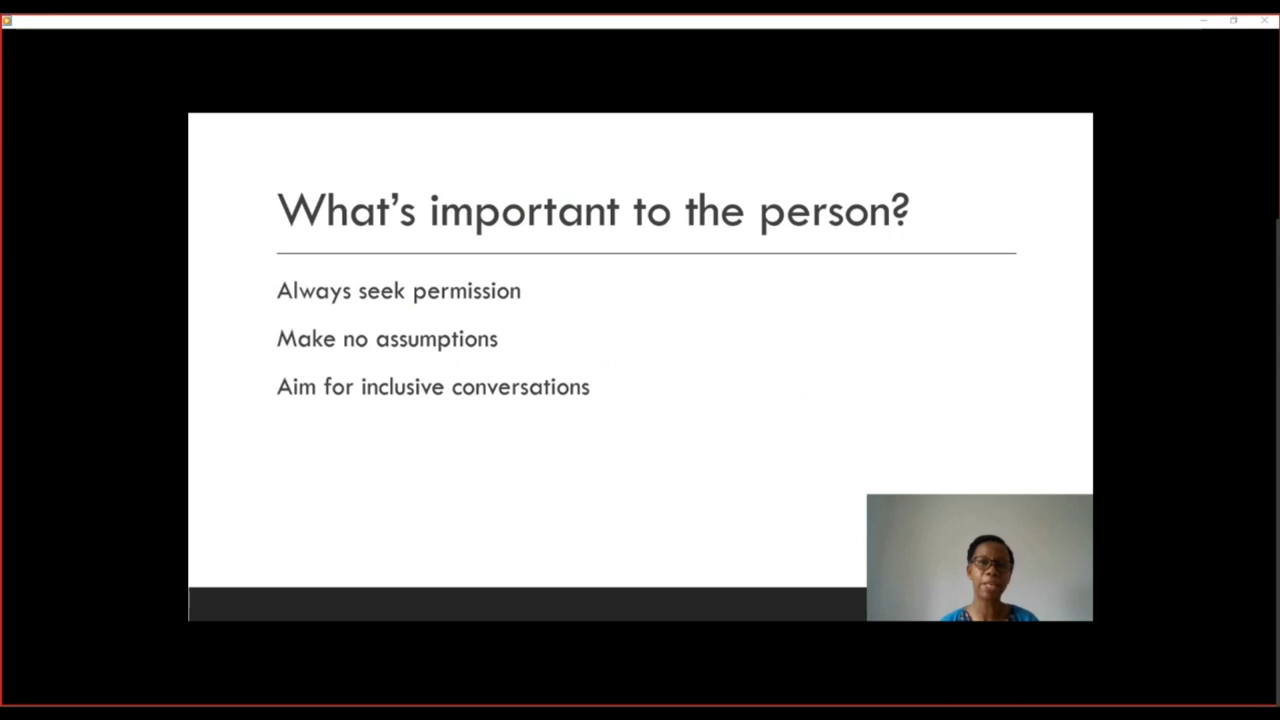 What's important to the person?
Always seek permission
Make no assumptions
Aim for inclusive conversations